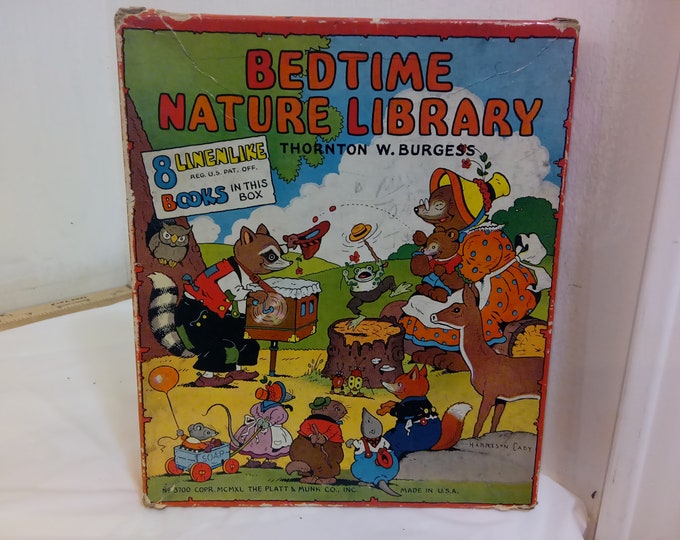 BEDTIME
NATURE LIBRARY
THORNTON W. BURGESS
8 LINENLIKE
REG. U.S. PAT. OFF.
BOOKS IN THIS
BOX
SOAP
HARRISON CADY
No 3700 COPR. MCMXL THE PLATT & MUNK CO., INC. MADE IN U.S.A.